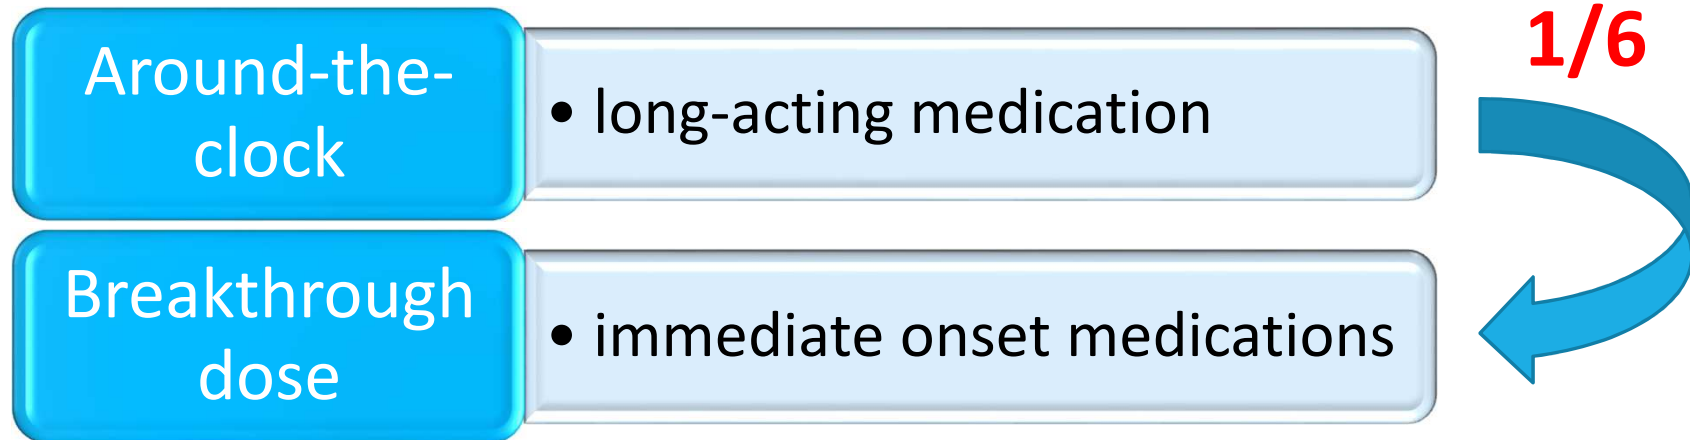 Around-the-
clock
• long-acting medication
1/6
Breakthrough
dose
• immediate onset medications